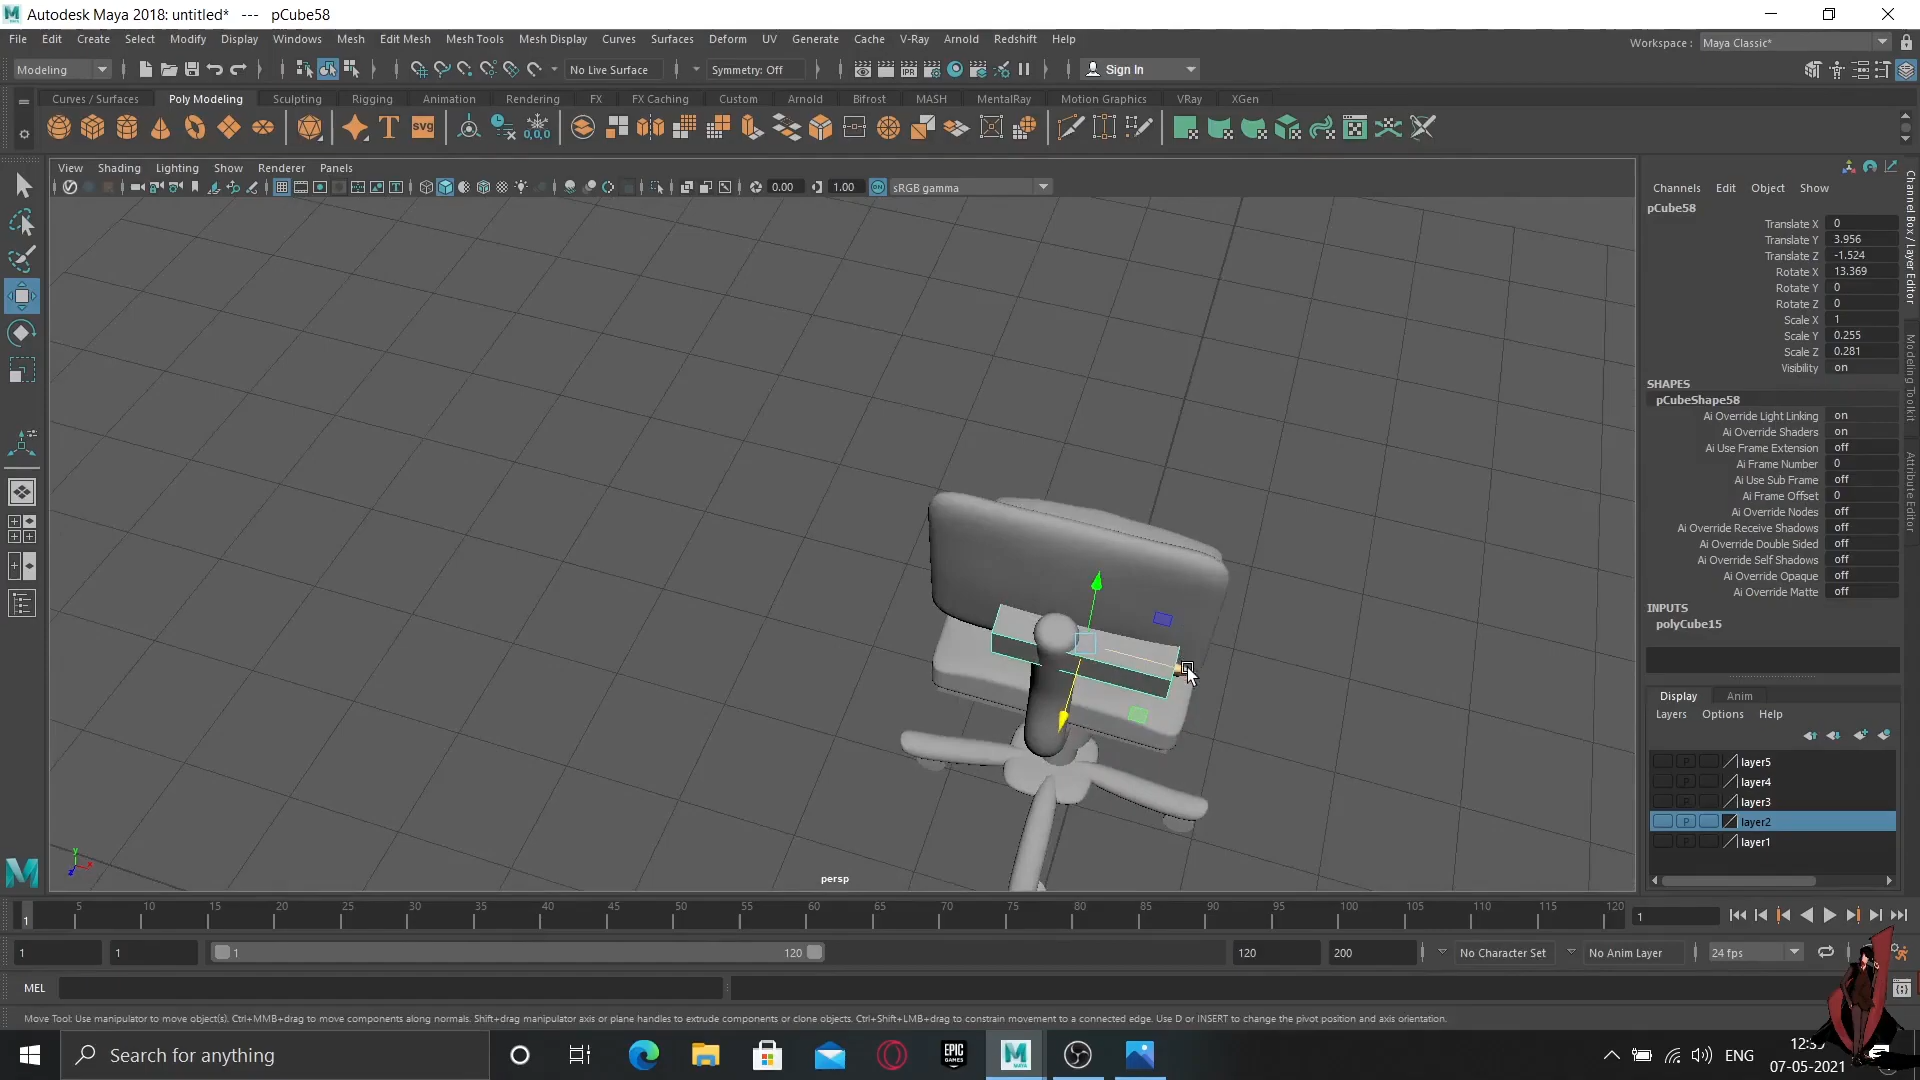 Autodesk Maya 2018: untitled* --- pCube58
File Edit Create Select Modify Display Windows Mesh Edit Mesh Mesh Tools Mesh Display Curves Surfaces Deform UV Generate Cache V-Ray Arnold Redshift Help
Workspace : Maya Classic*
Modeling No Live Surface Symmetry: Off Sign In
Curves / Surfaces Poly Modeling Sculpting Rigging Animation Rendering FX FX Caching Custom Arnold Bifrost MASH MentalRay Motion Graphics VRay XGen
View Shading Lighting Show Renderer Panels
0.00 1.00 sRGB gamma
Channels Edit Object Show
pCube58
Translate X 0
Translate Y 3.956
Translate Z -1.524
Rotate X 13.369
Rotate Y 0
Rotate Z 0
Scale X 1
Scale Y 0.255
Scale Z 0.281
Visibility on
SHAPES
pCubeShape58
Ai Override Light Linking on
Ai Override Shaders on
Ai Use Frame Extension off
Ai Frame Number 0
Ai Use Sub Frame off
Ai Frame Offset 0
Ai Override Nodes off
Ai Override Receive Shadows off
Ai Override Double Sided off
Ai Override Self Shadows off
Ai Override Opaque off
Ai Override Matte off
INPUTS
polyCube15
Channel Box / Layer Editor
Modeling Toolkit
Attribute Editor
Display Anim
Layers Options Help
layer5
layer4
layer3
layer2
layer1
persp
5 10 15 20 25 30 35 40 45 50 55 60 65 70 75 80 85 90 95 100 105 110 115 120
1 1
1 1 1 120 120 200 No Character Set No Anim Layer 24 fps
MEL
Move Tool: Use manipulator to move object(s). Ctrl+MMB+drag to move components along normals. Shift+drag manipulator axis or plane handles to extrude components or clone objects. Ctrl+Shift+LMB+drag to constrain movement to a connected edge. Use D or INSERT to change the pivot position and axis orientation.
Search for anything
EPIC GAMES
ENG
07-05-2021